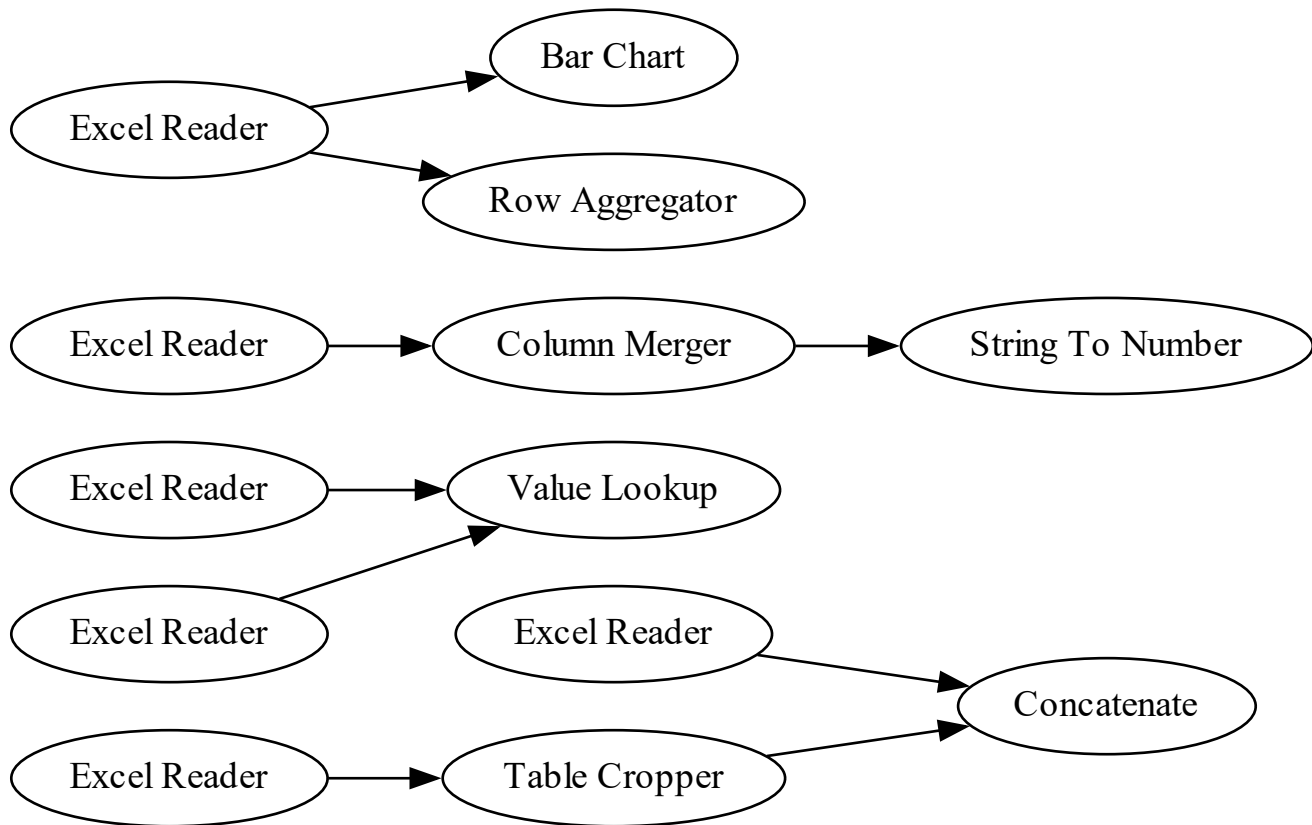 Bar Chart
Excel Reader
Row Aggregator
Excel Reader
Column Merger
String To Number
Excel Reader
Value Lookup
Excel Reader
Excel Reader
Concatenate
Excel Reader
Table Cropper